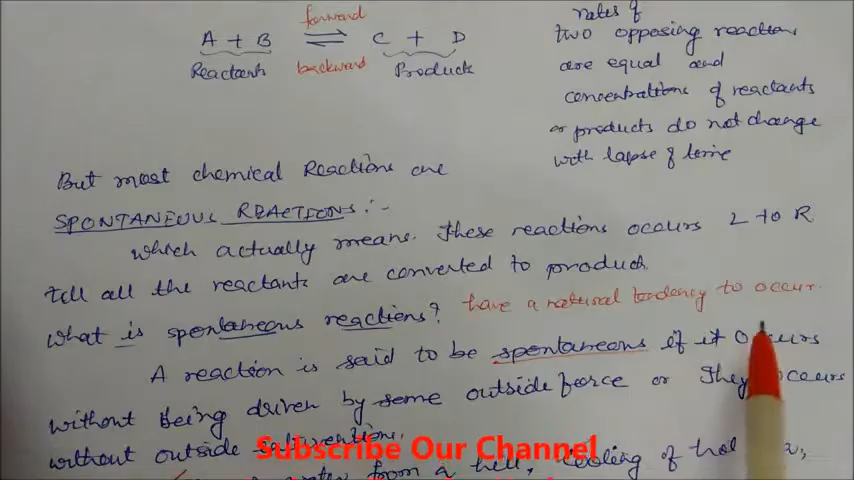 forward
A + B ⇌ C + D
Reactants backward Products
rates of
two opposing reactions
are equal and
concentrations of reactants
or products do not change
with lapse of time
But most chemical Reactions are
SPONTANEOUS REACTIONS :-
which actually means. These reactions occurs L to R
till all the reactants are converted to product.
What is spontaneous reactions? have a natural tendency to occur.
A reaction is said to be spontaneous if it occurs
without being driven by some outside force or They occurs
without outside
Subscribe Our Channel
from a hill, cooling of